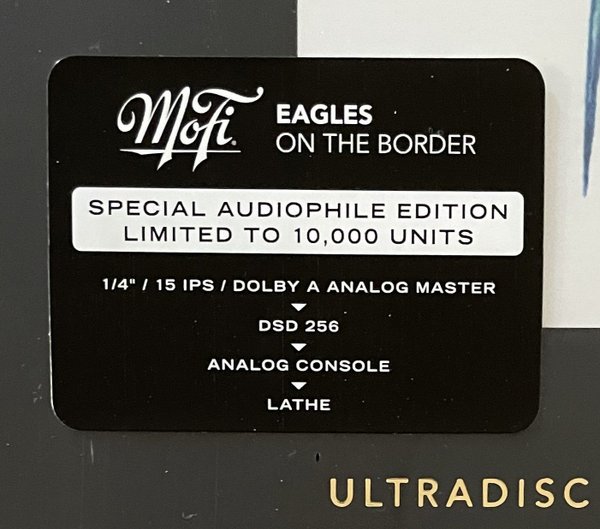 MoFi®
EAGLES
ON THE BORDER
SPECIAL AUDIOPHILE EDITION
LIMITED TO 10,000 UNITS
1/4" / 15 IPS / DOLBY A ANALOG MASTER
DSD 256
ANALOG CONSOLE
LATHE
ULTRADISC